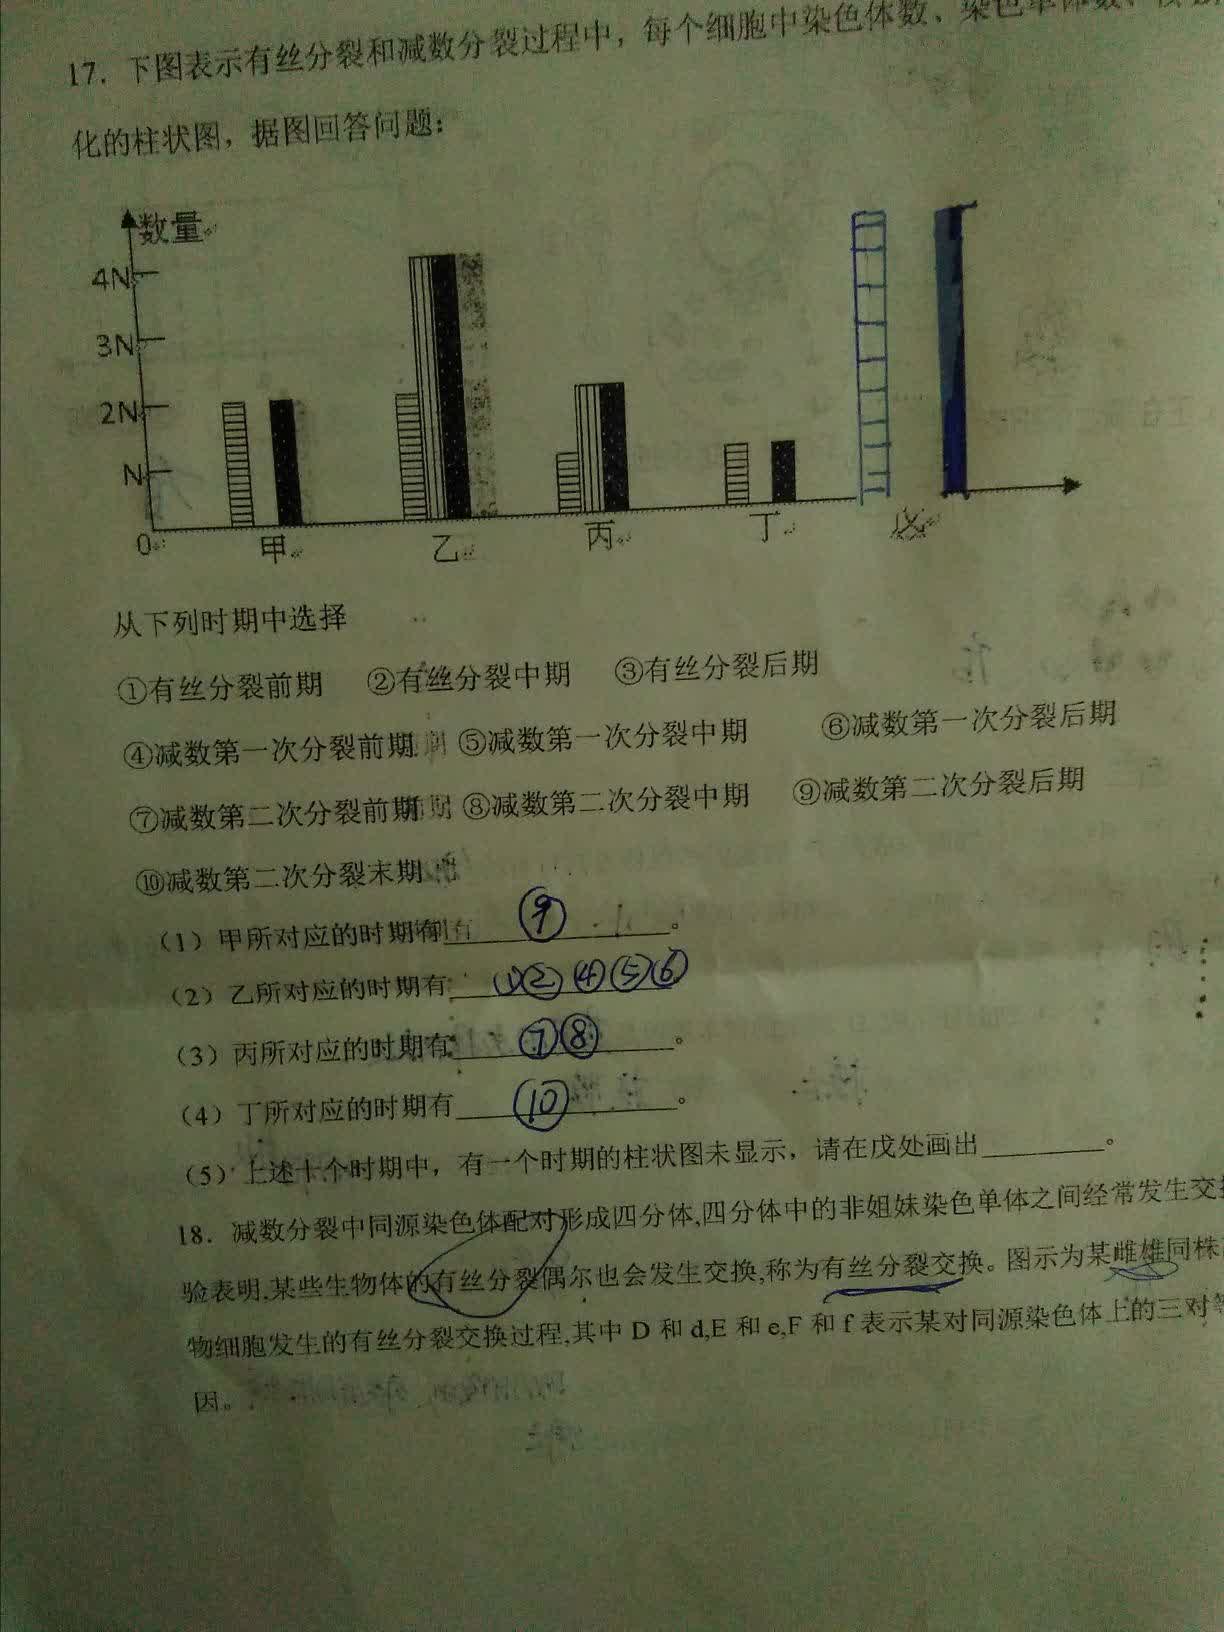 17. 下图表示有丝分裂和减数分裂过程中，每个细胞中染色体数、染色单体数、
化的柱状图，据图回答问题：
数量
4N
3N
2N
N
0 甲 乙 丙 丁 戊
从下列时期中选择
①有丝分裂前期 ②有丝分裂中期 ③有丝分裂后期
④减数第一次分裂前期 ⑤减数第一次分裂中期 ⑥减数第一次分裂后期
⑦减数第二次分裂前期 ⑧减数第二次分裂中期 ⑨减数第二次分裂后期
⑩减数第二次分裂末期
（1）甲所对应的时期有 ⑨ 。
（2）乙所对应的时期有 ①②④⑤⑥
（3）丙所对应的时期有 ⑦⑧ 。
（4）丁所对应的时期有 ⑩ 。
（5）上述十个时期中，有一个时期的柱状图未显示，请在戊处画出________。
18. 减数分裂中同源染色体配对形成四分体,四分体中的非姐妹染色单体之间经常发生交
验表明,某些生物体的有丝分裂偶尔也会发生交换,称为有丝分裂交换。图示为某雌雄同株
物细胞发生的有丝分裂交换过程,其中 D 和 d,E 和 e,F 和 f 表示某对同源染色体上的三对
因。